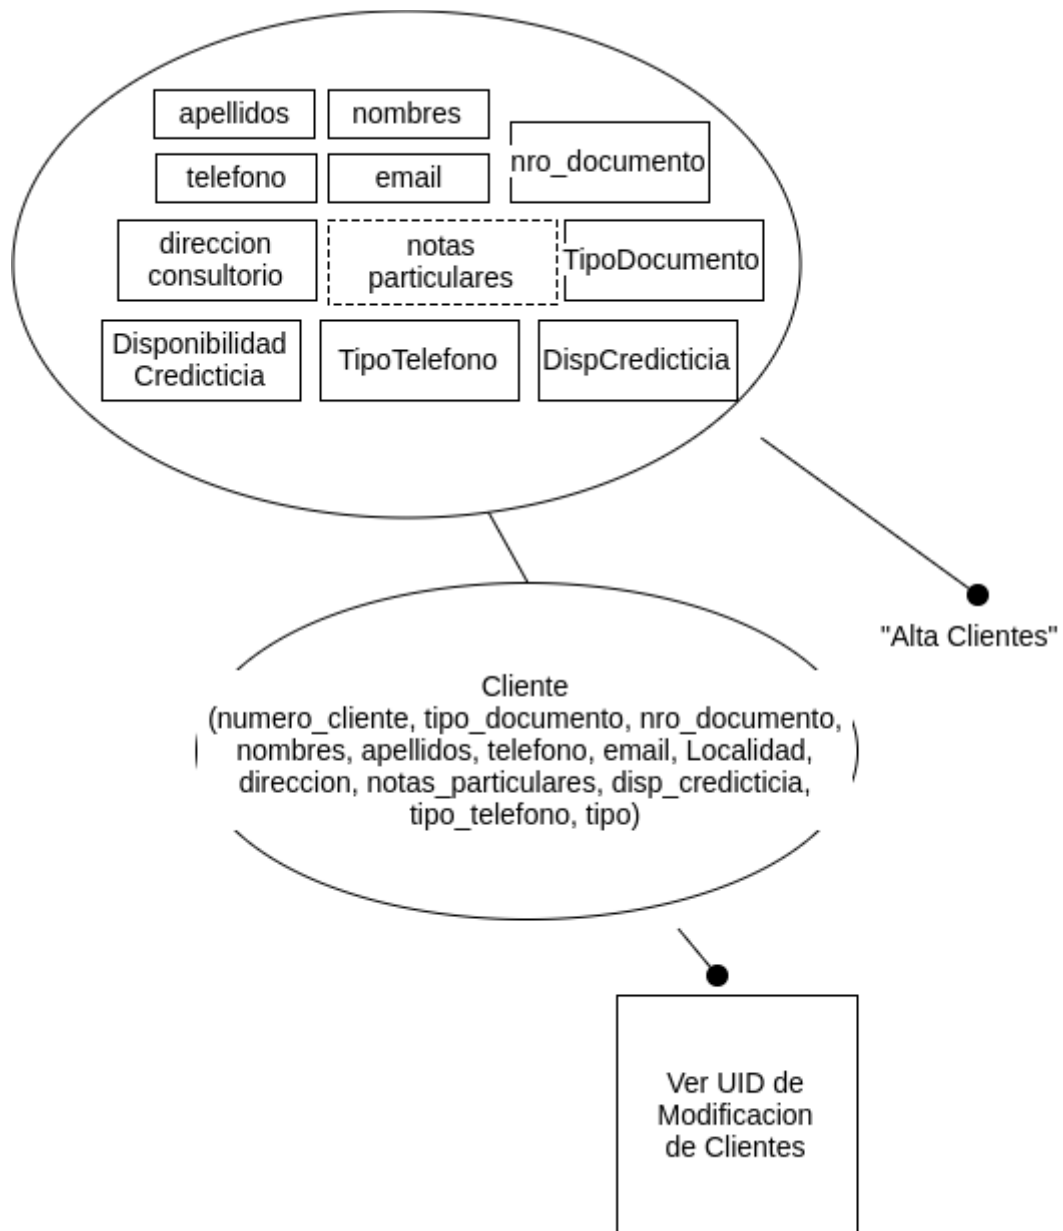 apellidos
nombres
nro_documento
telefono
email
direccion
consultorio
notas
particulares
TipoDocumento
Disponibilidad
Credicticia
TipoTelefono
DispCredicticia
"Alta Clientes"
Cliente
(numero_cliente, tipo_documento, nro_documento,
nombres, apellidos, telefono, email, Localidad,
direccion, notas_particulares, disp_credicticia,
tipo_telefono, tipo)
Ver UID de
Modificacion
de Clientes